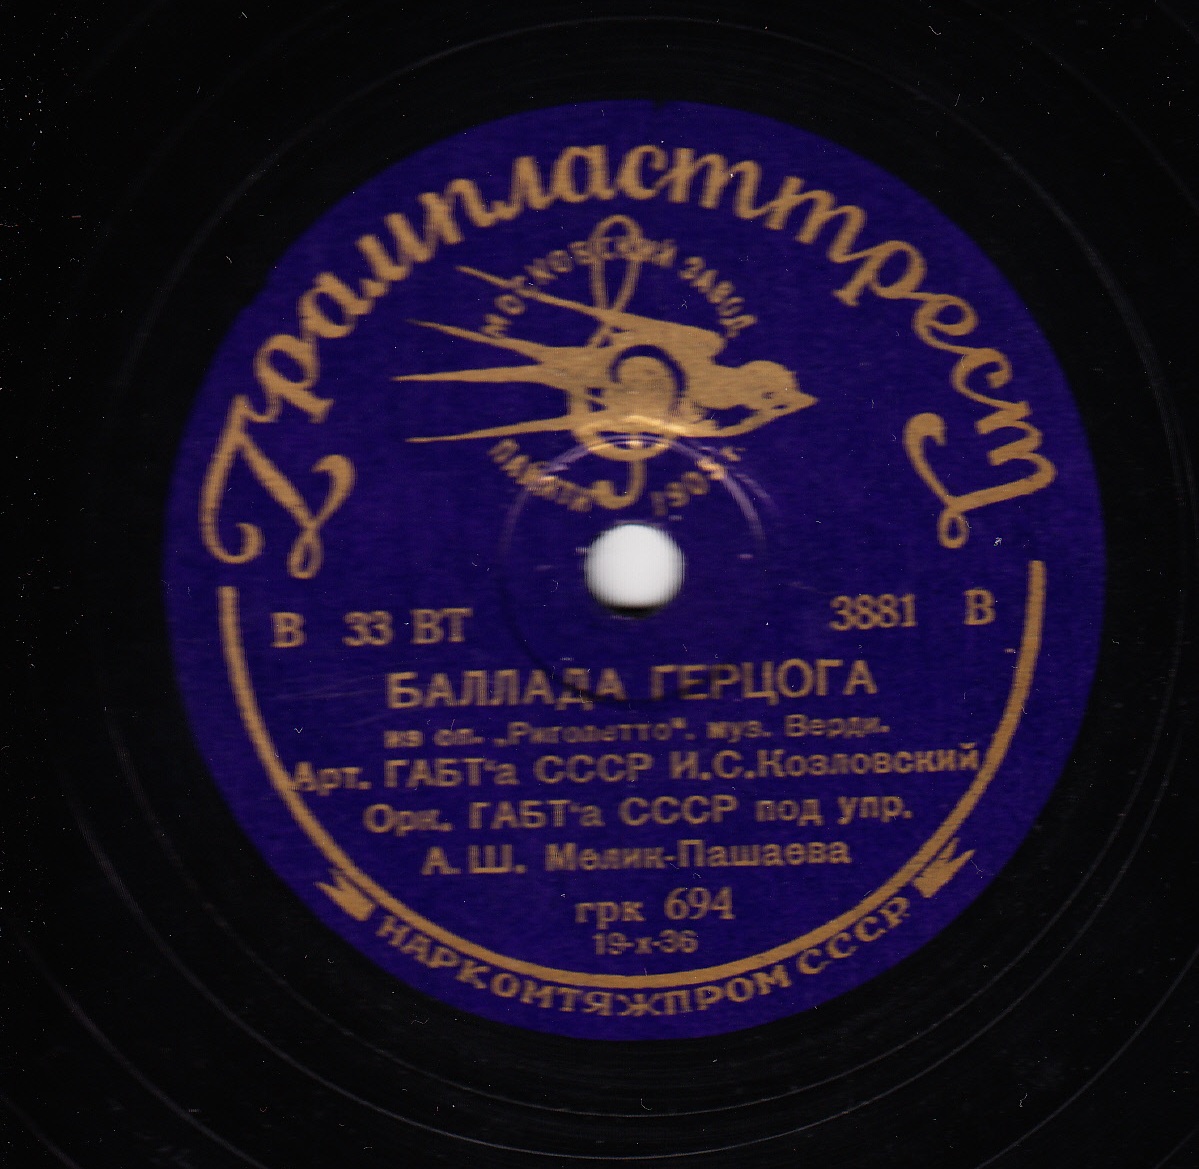 Грампласттрест
МОСКОВСКИЙ ЗАВОД
ПАМЯТИ 1905 г.
В 33 ВТ 3881 В
БАЛЛАДА ГЕРЦОГА
из оп. „Риголетто“. муз. Верди.
Арт. ГАБТ‘а СССР И.С.Козловский
Орк. ГАБТ‘а СССР под упр.
А.Ш. Мелик-Пашаева
грк 694
19-х-36
НАРКОМТЯЖПРОМ СССР